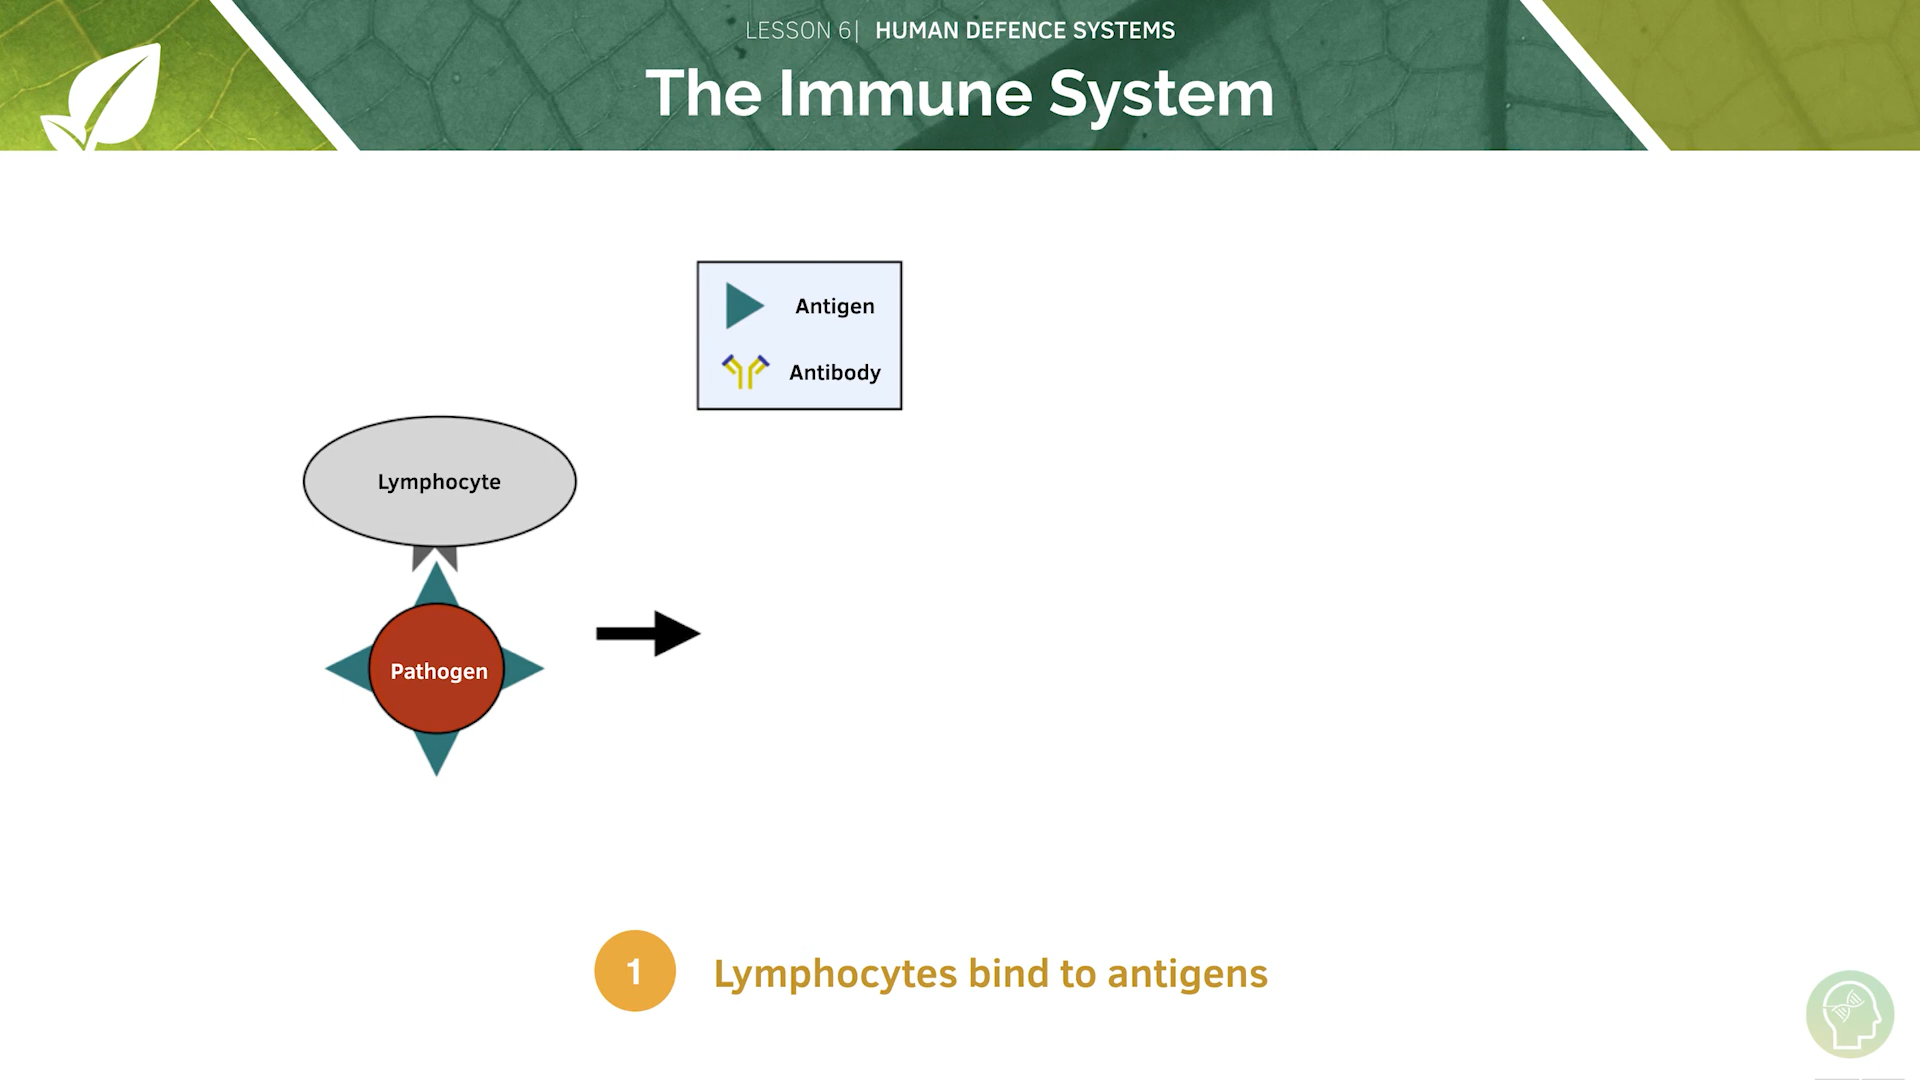 LESSON 6| HUMAN DEFENCE SYSTEMS
The Immune System
Antigen
Antibody
Lymphocyte
Pathogen
1 Lymphocytes bind to antigens